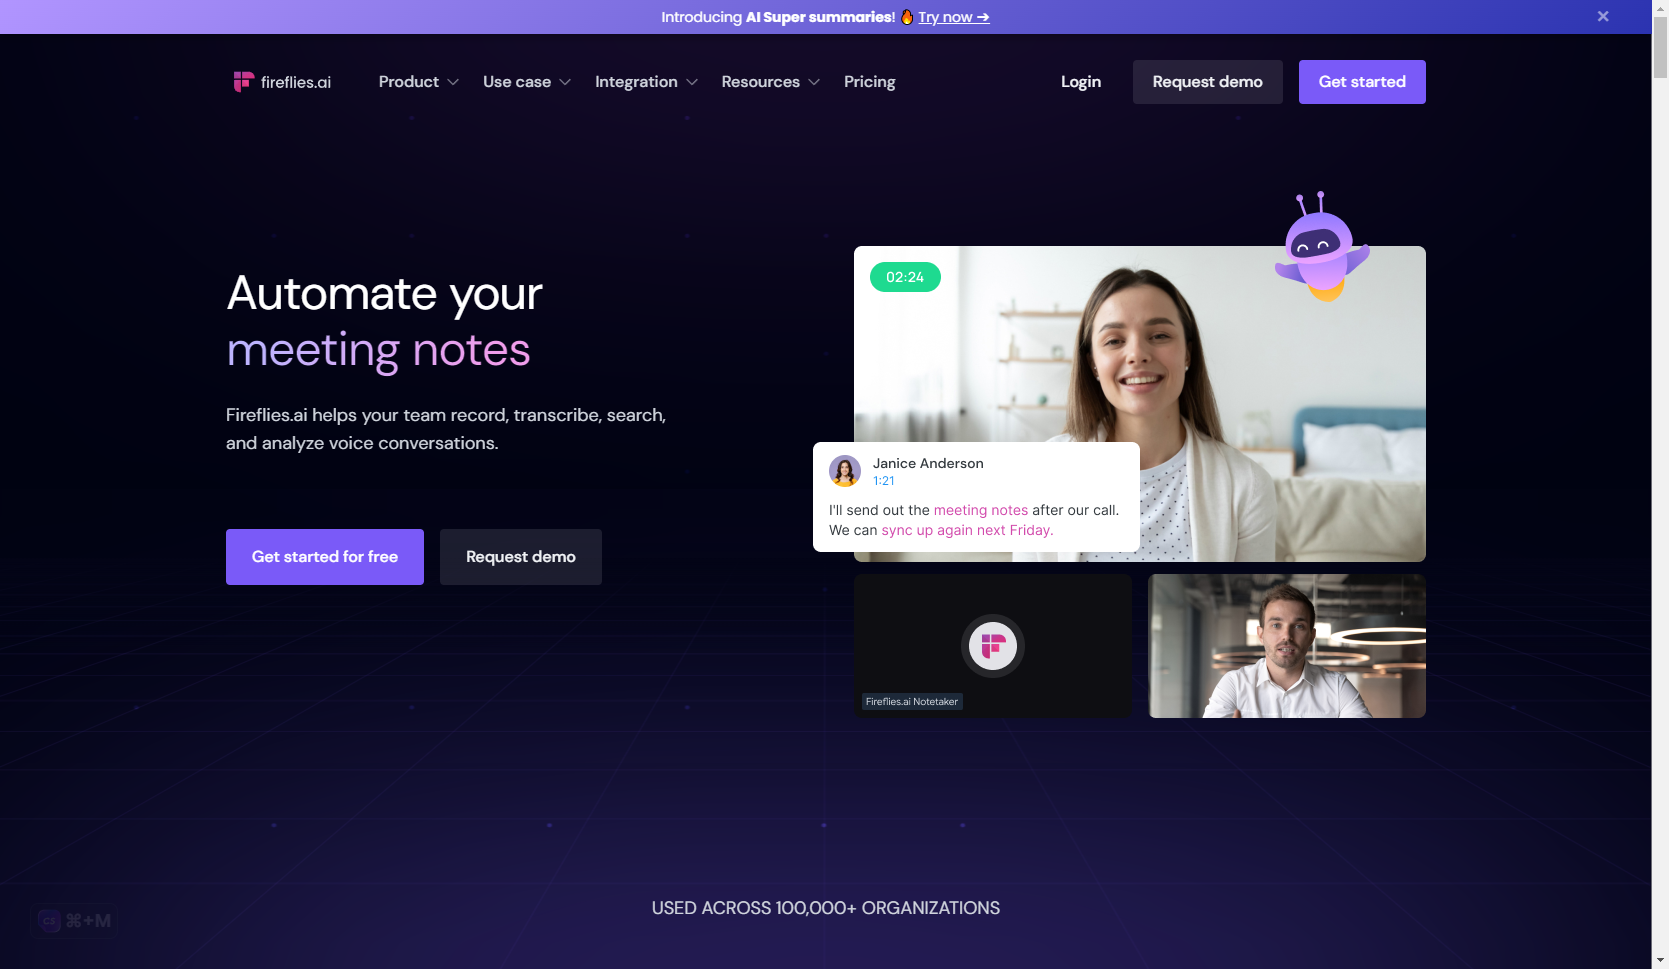 Introducing AI Super summaries! 🔥 Try now ➔ ×
fireflies.ai Product Use case Integration Resources Pricing Login Request demo Get started
Automate your
meeting notes
Fireflies.ai helps your team record, transcribe, search,
and analyze voice conversations.
Get started for free Request demo
02:24
Janice Anderson
1:21
I'll send out the meeting notes after our call.
We can sync up again next Friday.
Fireflies.ai Notetaker
USED ACROSS 100,000+ ORGANIZATIONS
CS ⌘+M